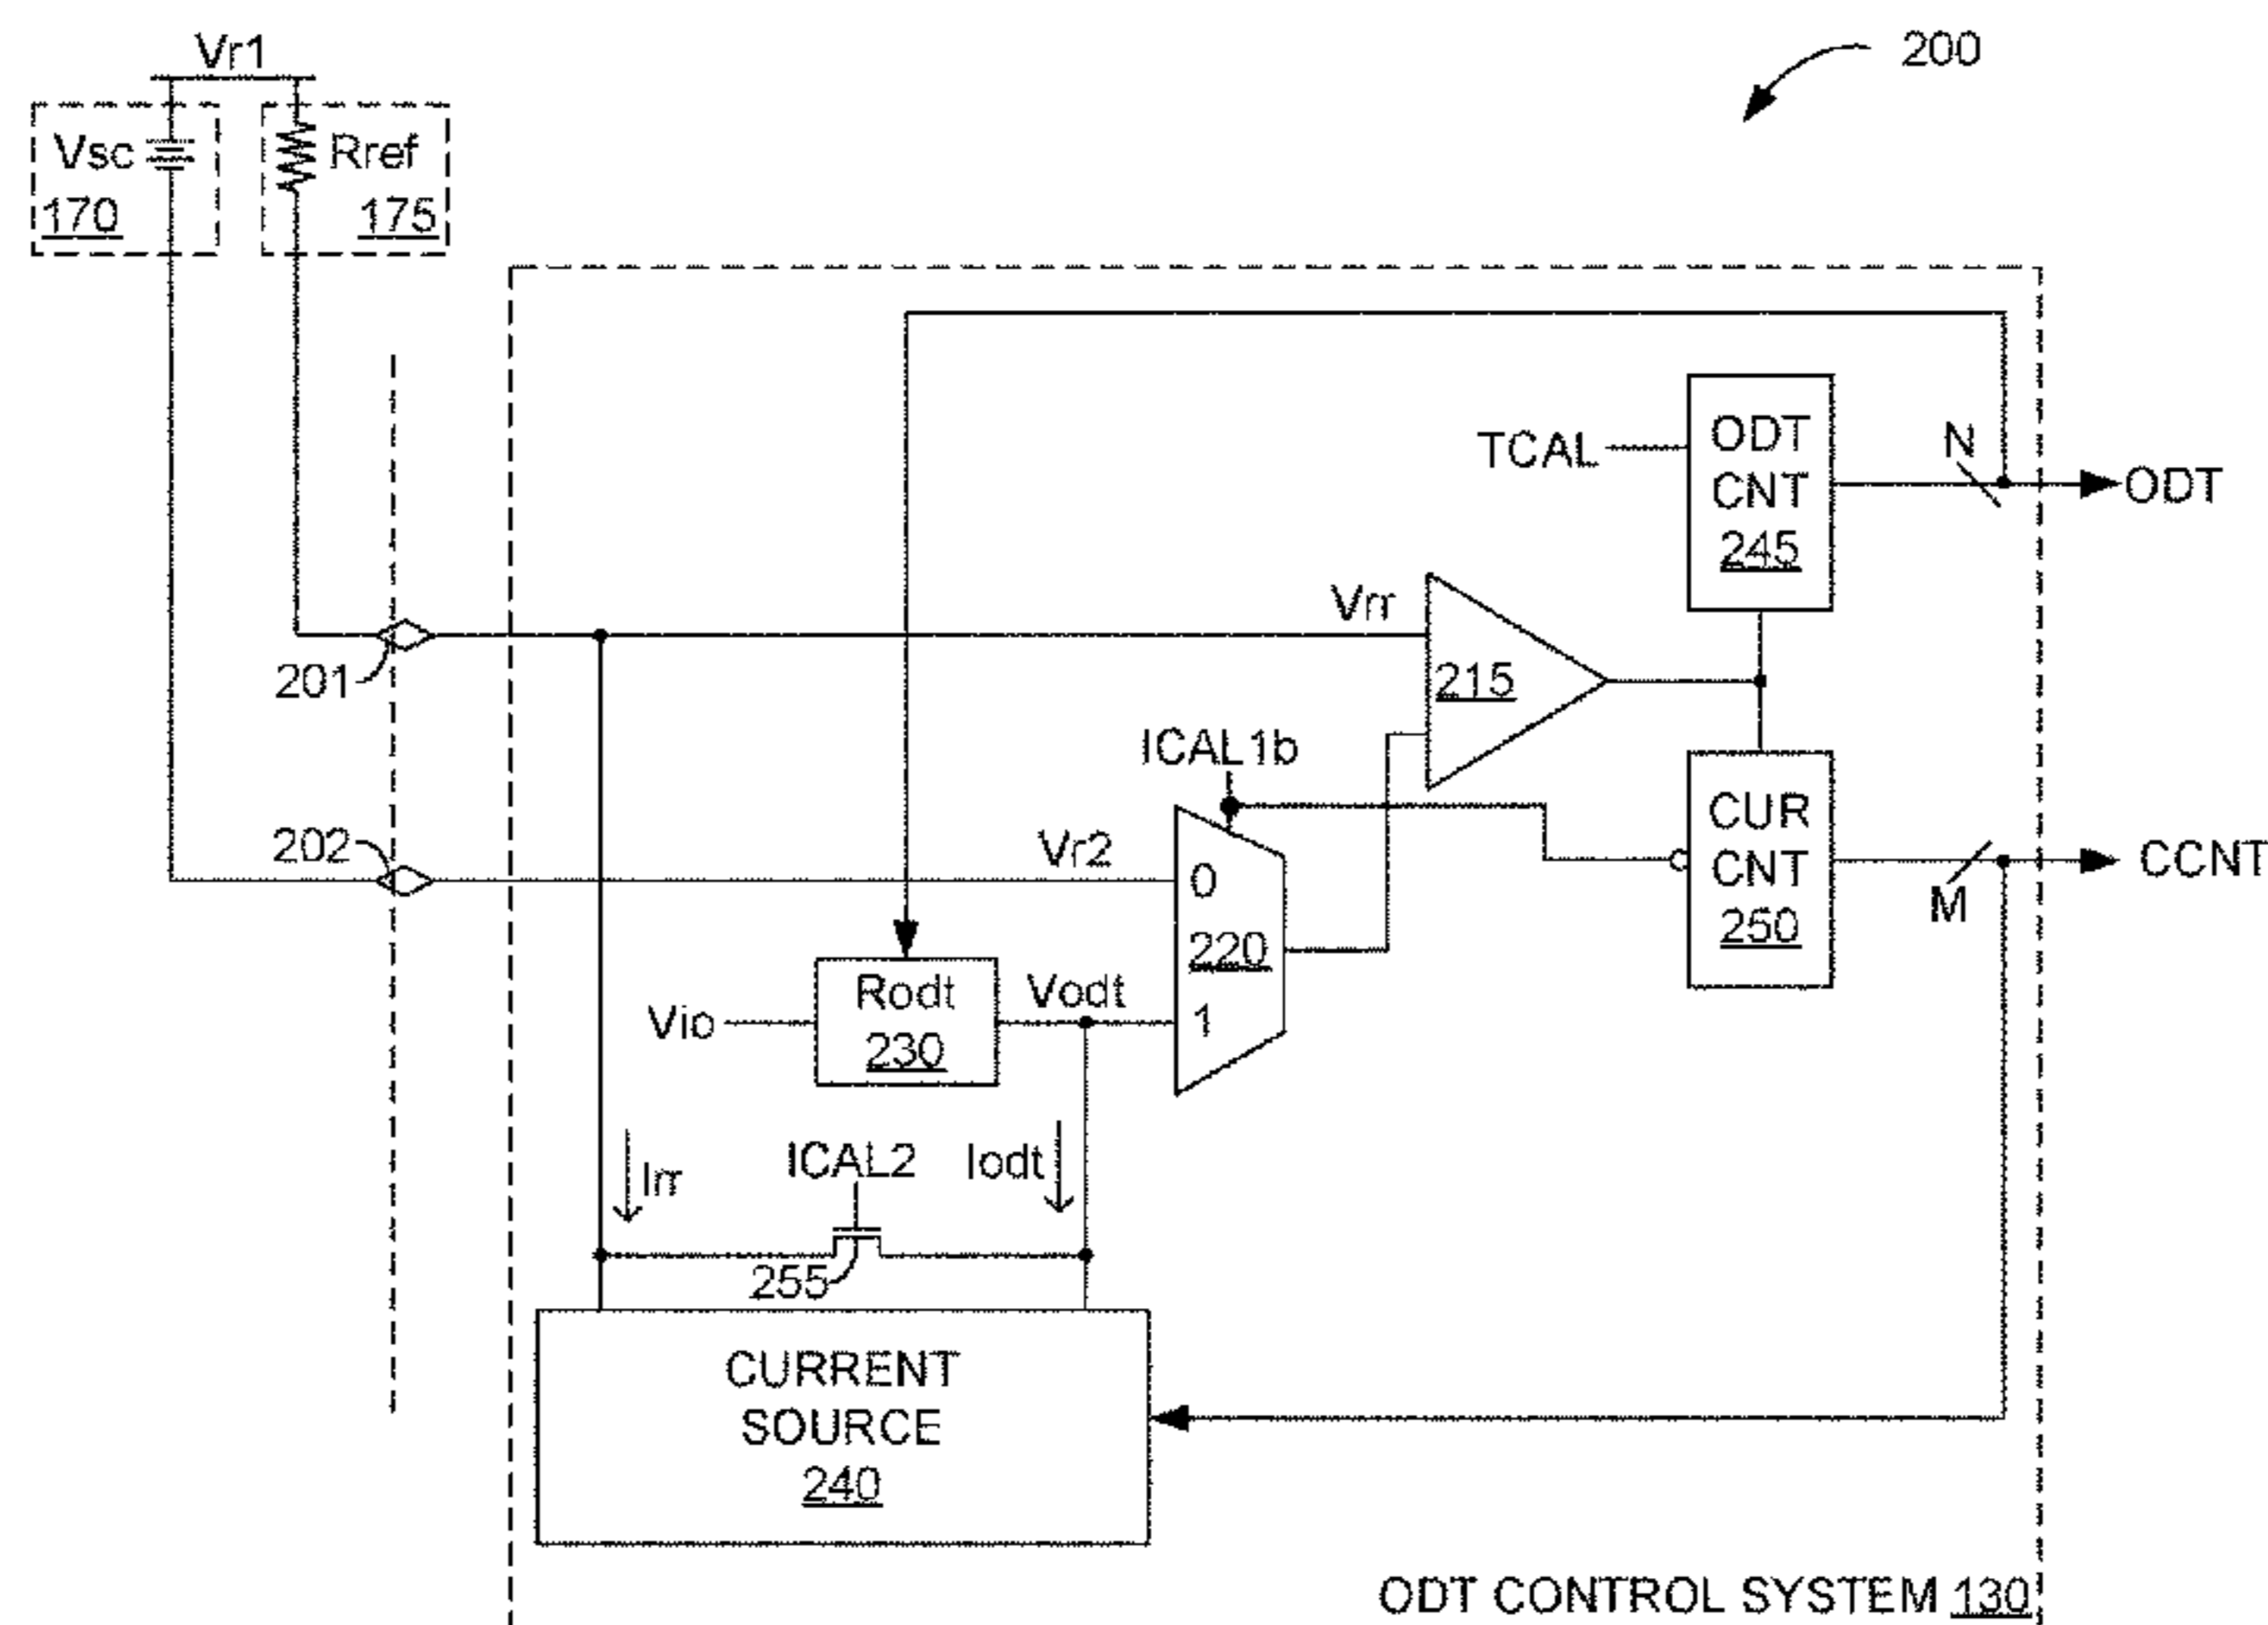 200
Vr1
Vsc
170
Rref
175
TCAL
ODT
CNT
245
N
ODT
Vrr
201
215
ICAL1b
202
Vr2
0
220
1
CUR
CNT
250
M
CCNT
Vio
Rodt
230
Vodt
Irr
ICAL2
Iodt
255
CURRENT
SOURCE
240
ODT CONTROL SYSTEM 130